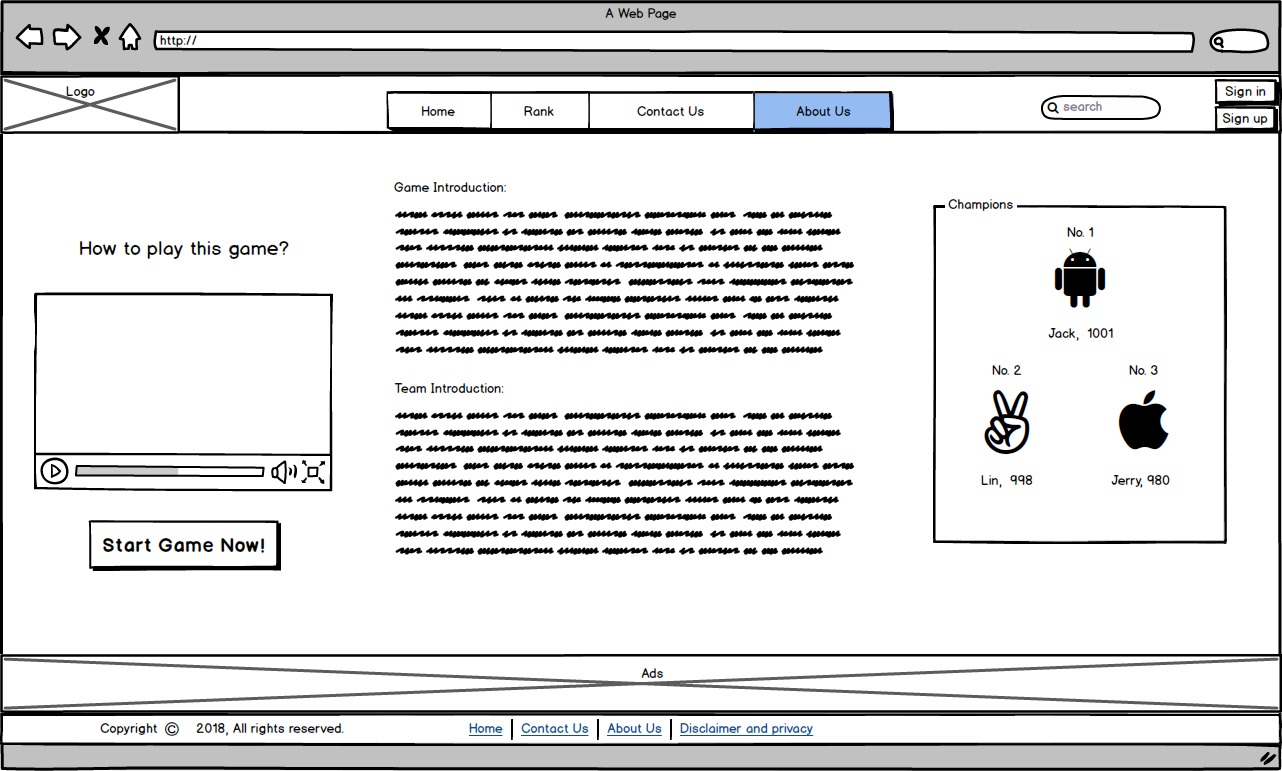 A Web Page
http://
Logo
Home Rank Contact Us About Us
search
Sign in
Sign up
How to play this game?
Start Game Now!
Game Introduction:
Team Introduction:
Champions
No. 1
Jack, 1001
No. 2 No. 3
Lin, 998 Jerry, 980
Ads
Copyright © 2018, All rights reserved. Home Contact Us About Us Disclaimer and privacy